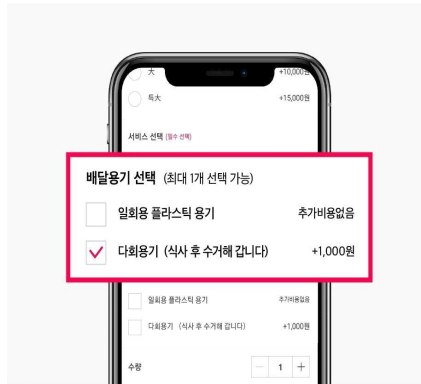 大 +10,000원
특大 +15,000원
서비스 선택 (필수 선택)
배달용기 선택 (최대 1개 선택 가능)
일회용 플라스틱 용기 추가비용없음
다회용기 (식사 후 수거해 갑니다) +1,000원
일회용 플라스틱 용기 추가비용없음
다회용기 (식사 후 수거해 갑니다) +1,000원
수량 − 1 +